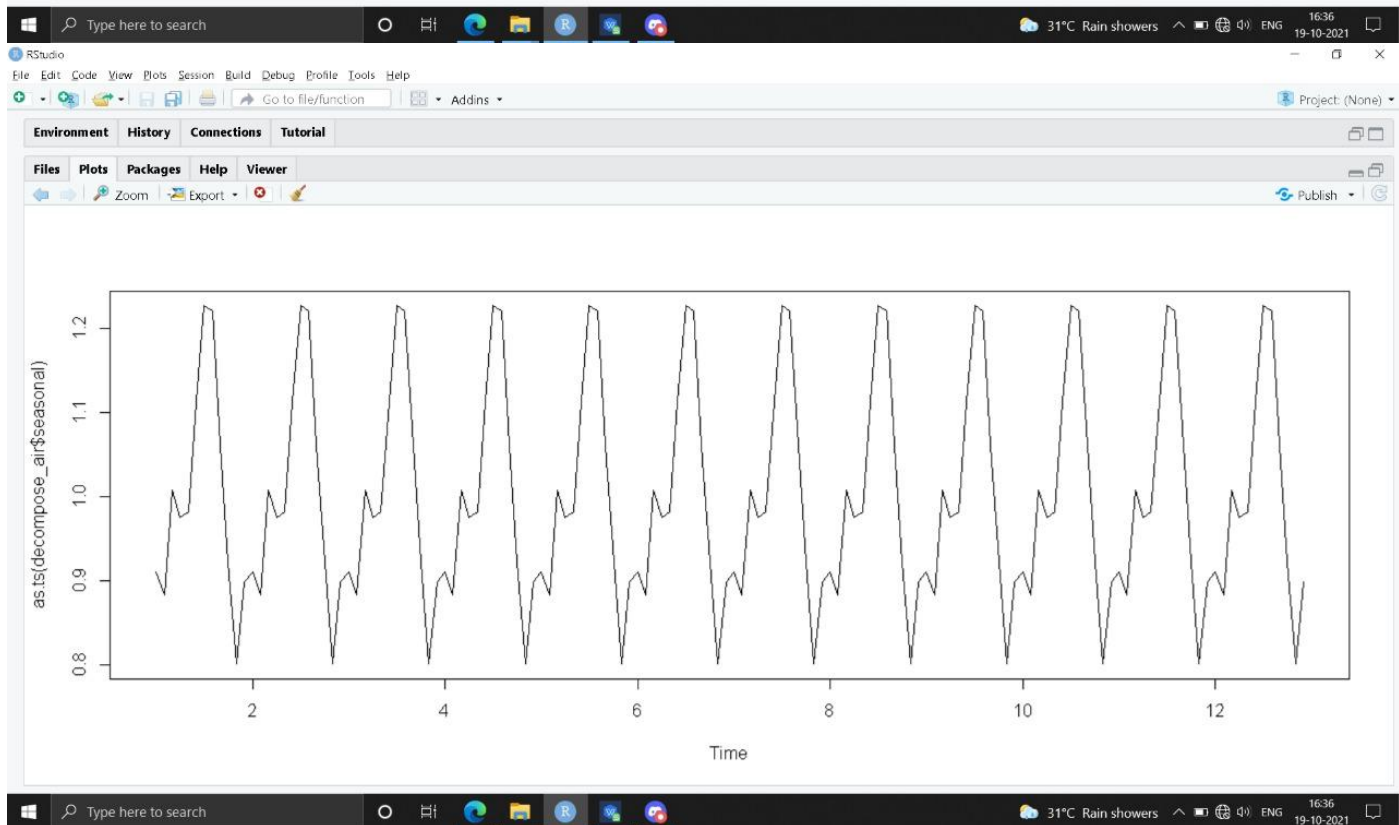 Type here to search
31°C Rain showers
ENG
16:36
19-10-2021
RStudio
File Edit Code View Plots Session Build Debug Profile Tools Help
Go to file/function
Addins
Project: (None)
Environment History Connections Tutorial
Files Plots Packages Help Viewer
Zoom Export Publish
as.ts(decompose_air$seasonal)
1.2
1.1
1.0
0.9
0.8
2 4 6 8 10 12
Time
Type here to search
31°C Rain showers
ENG
16:36
19-10-2021